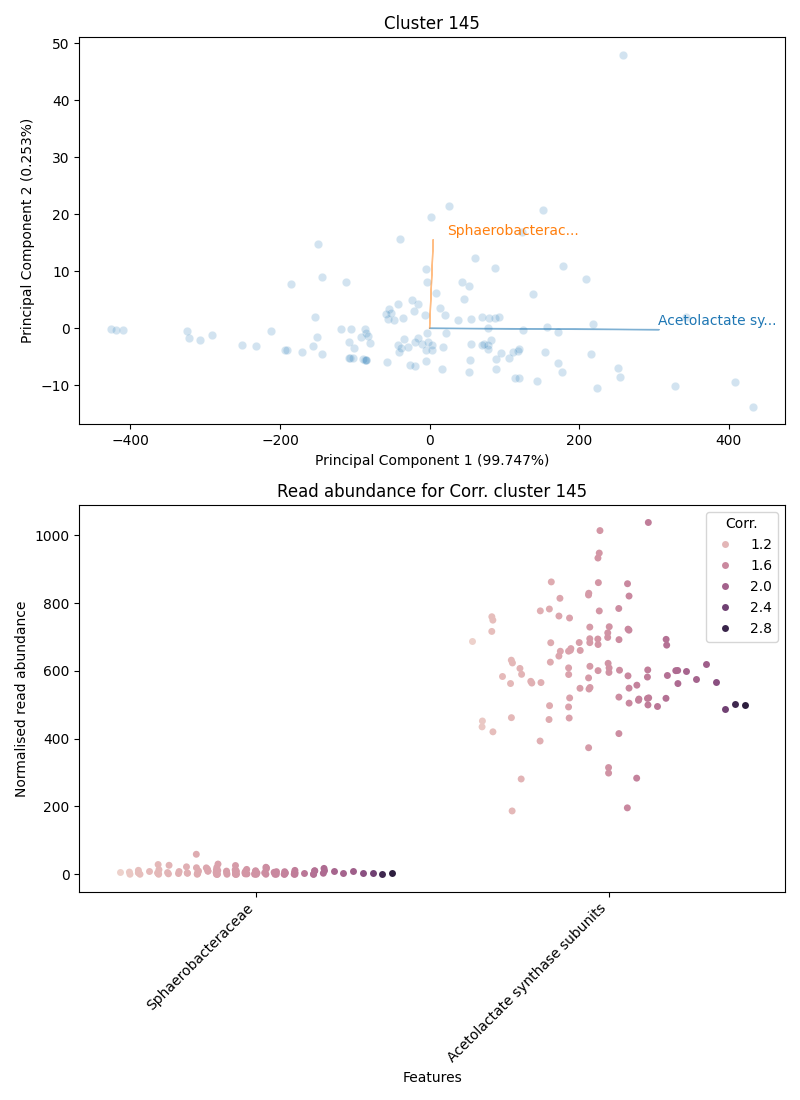 Cluster 145
50
40
30
20
10
0
−10
Principal Component 2 (0.253%)
Sphaerobacterac...
Acetolactate sy...
−400
−200
0
200
400
Principal Component 1 (99.747%)
Read abundance for Corr. cluster 145
1000
800
600
400
200
0
Normalised read abundance
Corr.
1.2
1.6
2.0
2.4
2.8
Sphaerobacteraceae
Acetolactate synthase subunits
Features